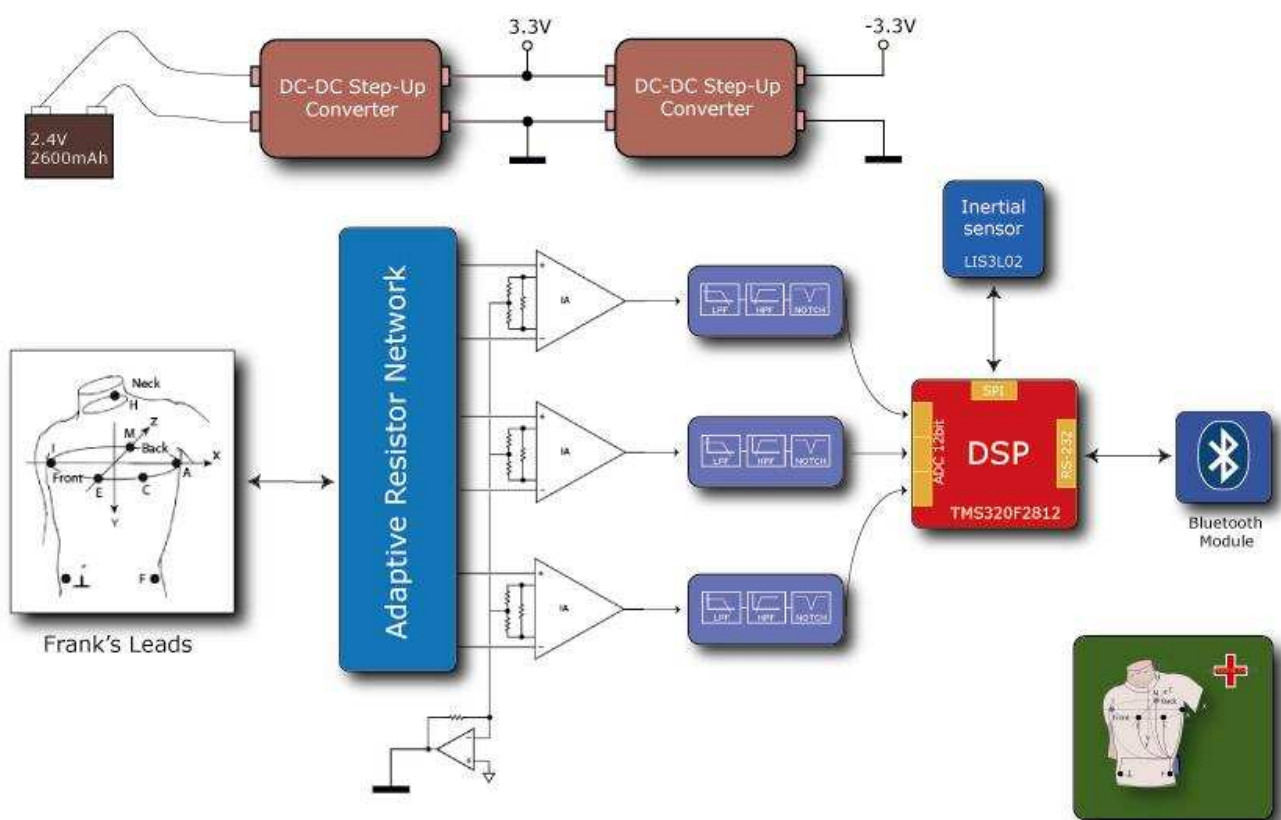 3.3V
-3.3V
DC-DC Step-Up
Converter
DC-DC Step-Up
Converter
2.4V
2600mAh
Inertial
sensor
LIS3L02
Adaptive Resistor Network
+
IA
−
LPF
HPF
NOTCH
+
IA
−
LPF
HPF
NOTCH
+
IA
−
LPF
HPF
NOTCH
Neck
H
Z
M
Back
I
X
A
Front
E
C
Y
F
Frank's Leads
SPI
ADC 12bit
DSP
RS-232
TMS320F2812
Bluetooth
Module
Front
Back
F